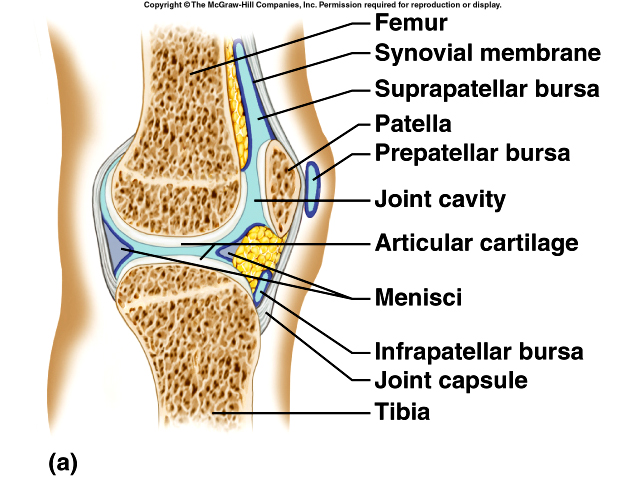 Copyright © The McGraw-Hill Companies, Inc. Permission required for reproduction or display.
Femur
Synovial membrane
Suprapatellar bursa
Patella
Prepatellar bursa
Joint cavity
Articular cartilage
Menisci
Infrapatellar bursa
Joint capsule
Tibia
(a)